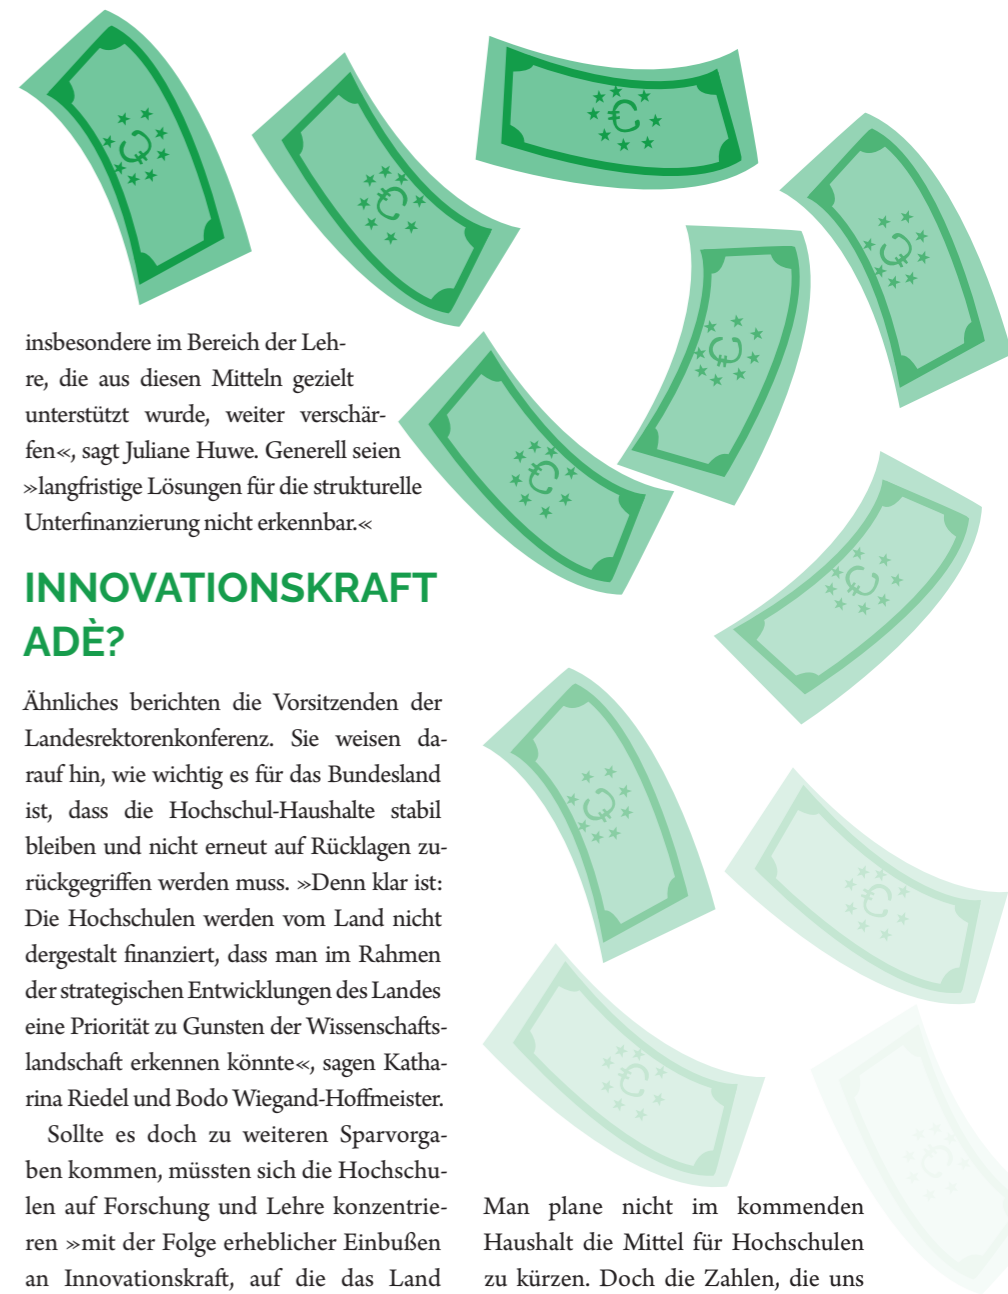 insbesondere im Bereich der Leh-
re, die aus diesen Mitteln gezielt
unterstützt wurde, weiter verschär-
fen«, sagt Juliane Huwe. Generell seien
»langfristige Lösungen für die strukturelle
Unterfinanzierung nicht erkennbar.«
INNOVATIONSKRAFT
ADÈ?
Ähnliches berichten die Vorsitzenden der
Landesrektorenkonferenz. Sie weisen da-
rauf hin, wie wichtig es für das Bundesland
ist, dass die Hochschul-Haushalte stabil
bleiben und nicht erneut auf Rücklagen zu-
rückgegriffen werden muss. »Denn klar ist:
Die Hochschulen werden vom Land nicht
dergestalt finanziert, dass man im Rahmen
der strategischen Entwicklungen des Landes
eine Priorität zu Gunsten der Wissenschafts-
landschaft erkennen könnte«, sagen Katha-
rina Riedel und Bodo Wiegand-Hoffmeister.
Sollte es doch zu weiteren Sparvorga-
ben kommen, müssten sich die Hochschu-
len auf Forschung und Lehre konzentrie-
ren »mit der Folge erheblicher Einbußen
an Innovationskraft, auf die das Land
Man plane nicht im kommenden
Haushalt die Mittel für Hochschulen
zu kürzen. Doch die Zahlen, die uns